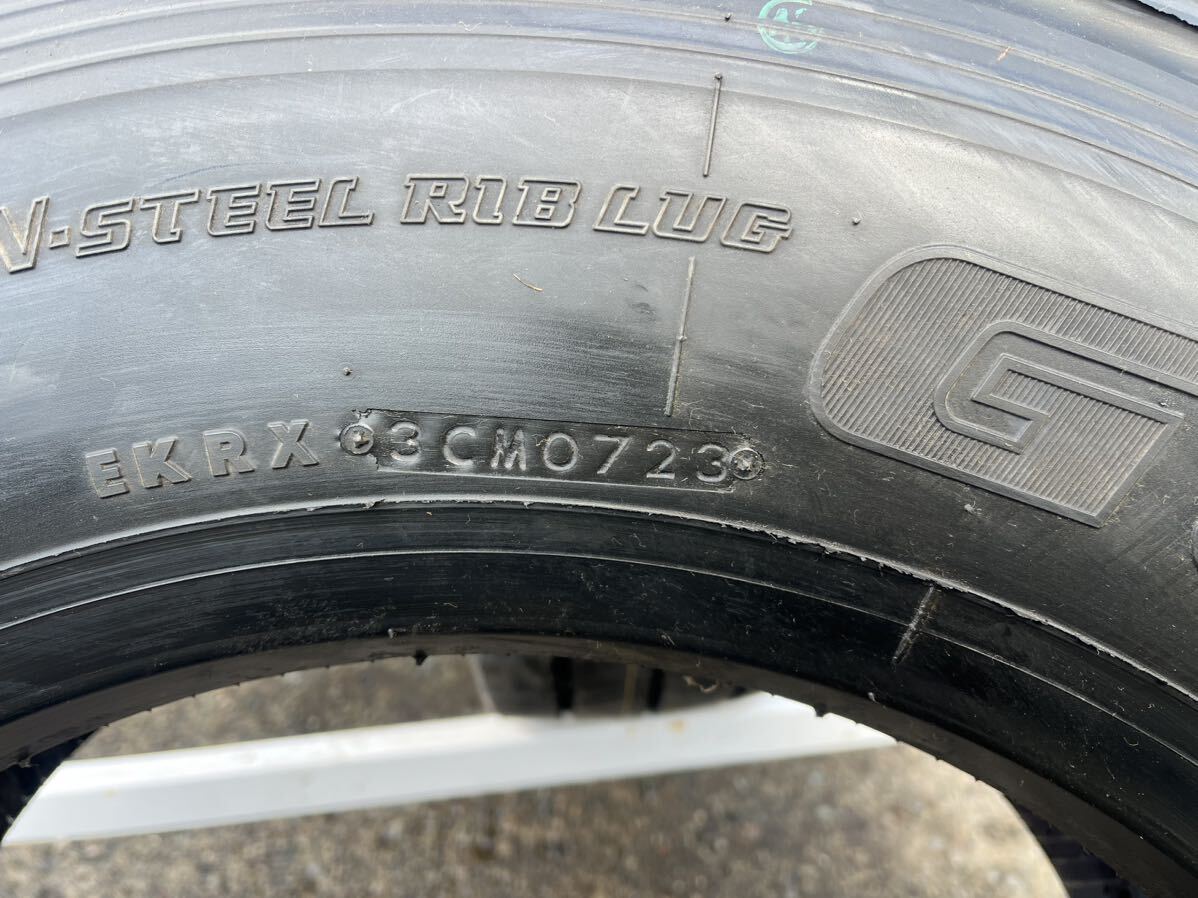 V-STEEL RIB LUG
G
EKRX 3CM0723